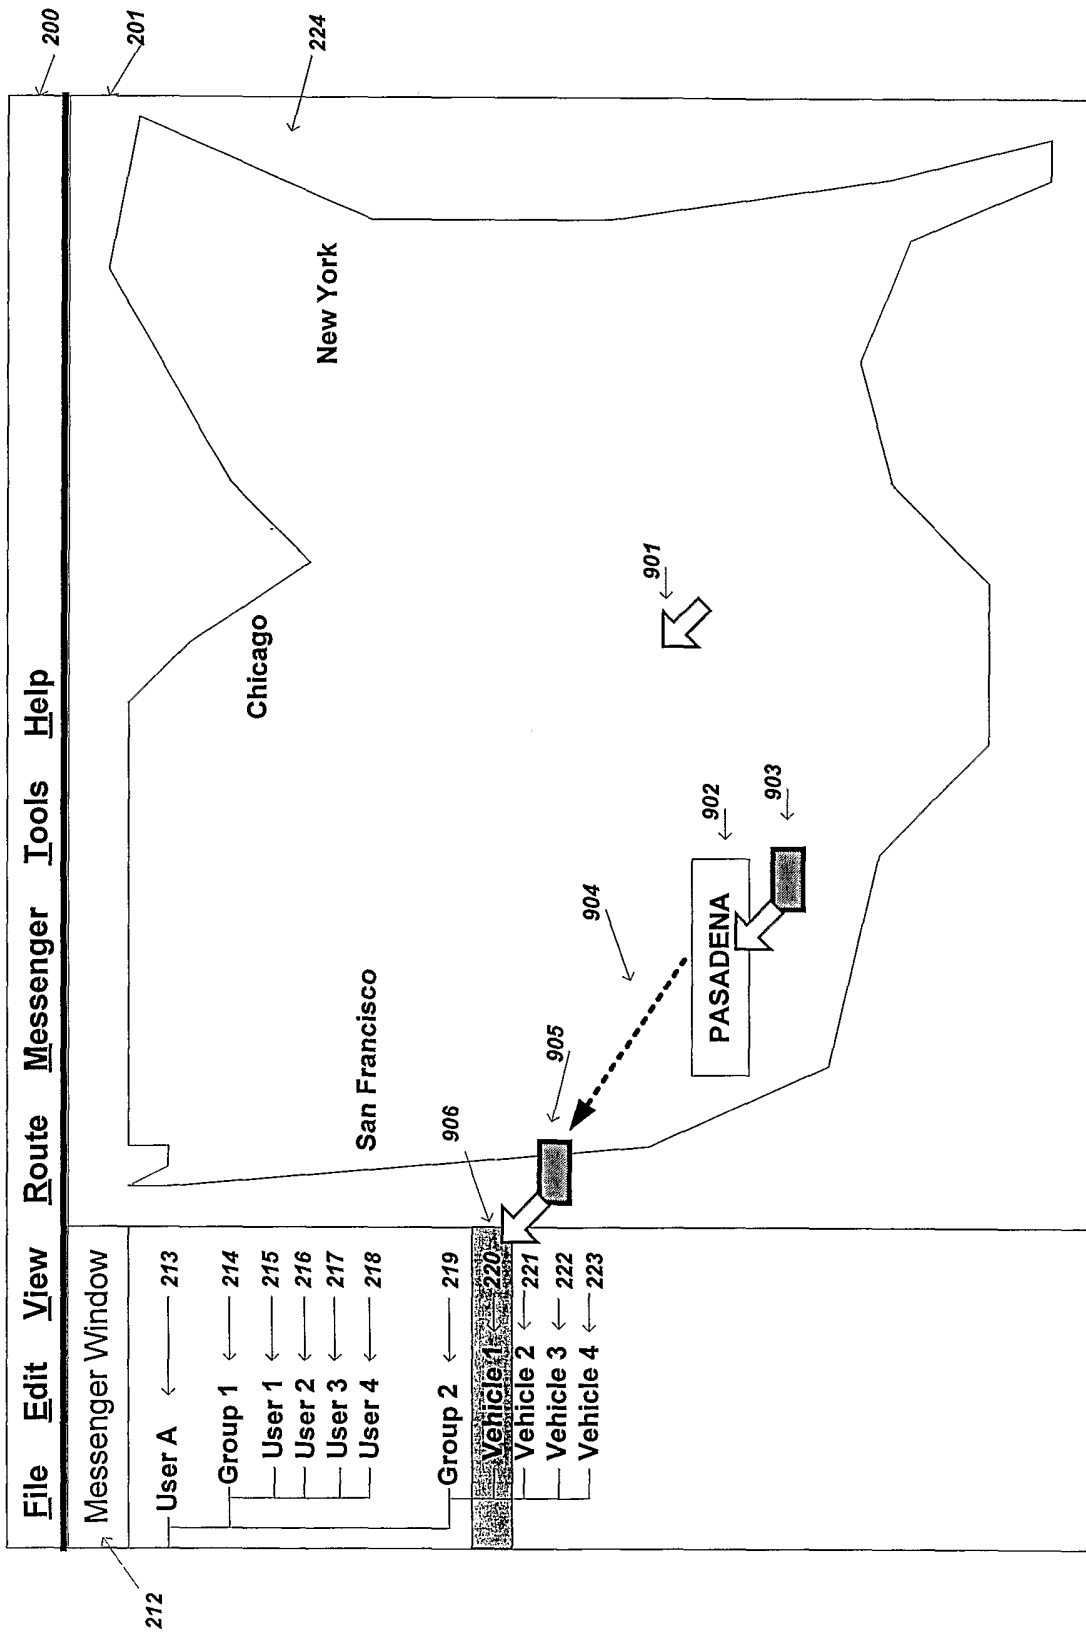 File Edit View Route Messenger Tools Help
200
201
212
Messenger Window
User A 213
Group 1 214
User 1 215
User 2 216
User 3 217
User 4 218
Group 2 219
Vehicle 1 220
Vehicle 2 221
Vehicle 3 222
Vehicle 4 223
224
Chicago
New York
San Francisco
906
905
904
901
PASADENA
902
903